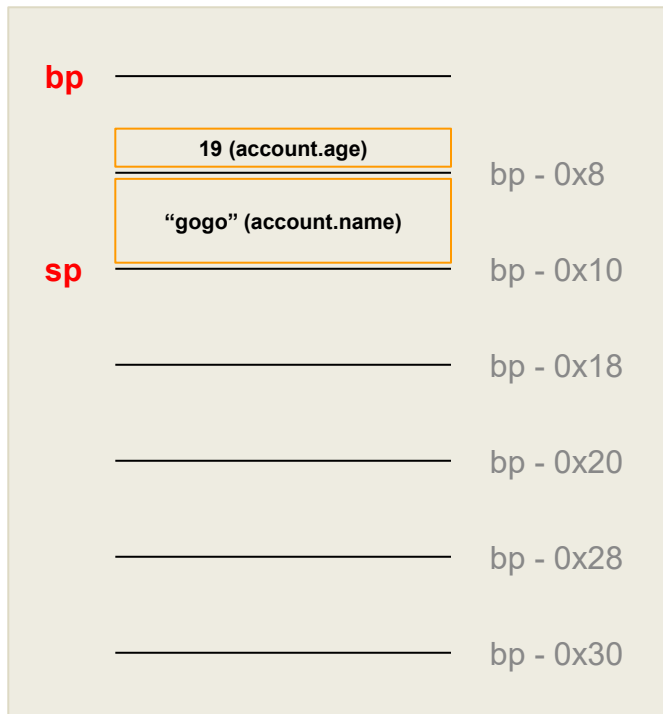 bp
19 (account.age)
bp - 0x8
“gogo” (account.name)
sp
bp - 0x10
bp - 0x18
bp - 0x20
bp - 0x28
bp - 0x30